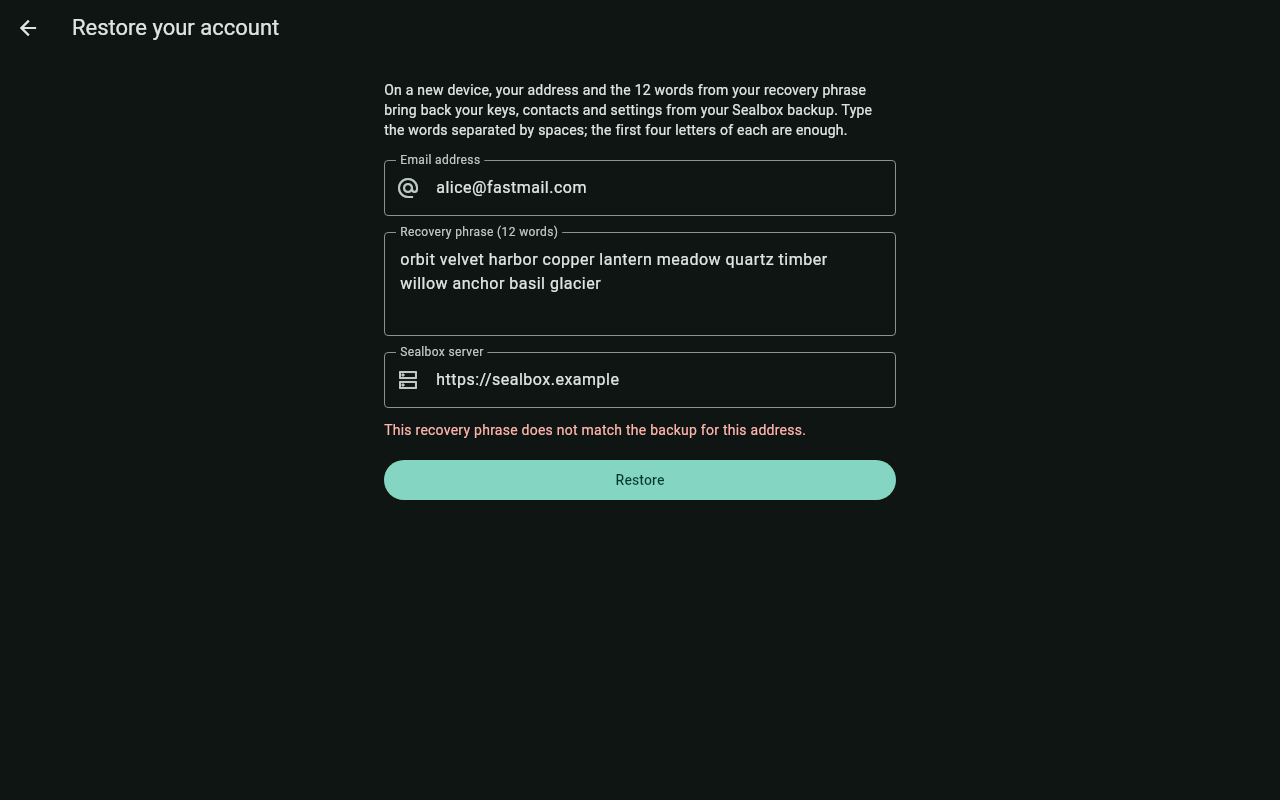 Restore your account
On a new device, your address and the 12 words from your recovery phrase
bring back your keys, contacts and settings from your Sealbox backup. Type
the words separated by spaces; the first four letters of each are enough.
Email address
alice@fastmail.com
Recovery phrase (12 words)
orbit velvet harbor copper lantern meadow quartz timber
willow anchor basil glacier
Sealbox server
https://sealbox.example
This recovery phrase does not match the backup for this address.
Restore